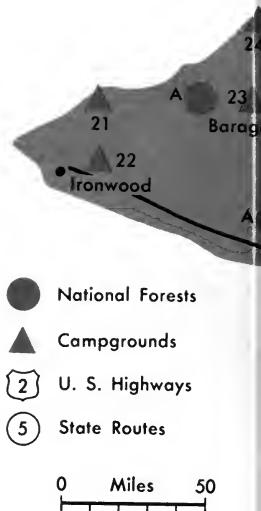 24
A
23
21
Barag
22
Ironwood
A
National Forests
Campgrounds
2 U. S. Highways
5 State Routes
0 Miles 50